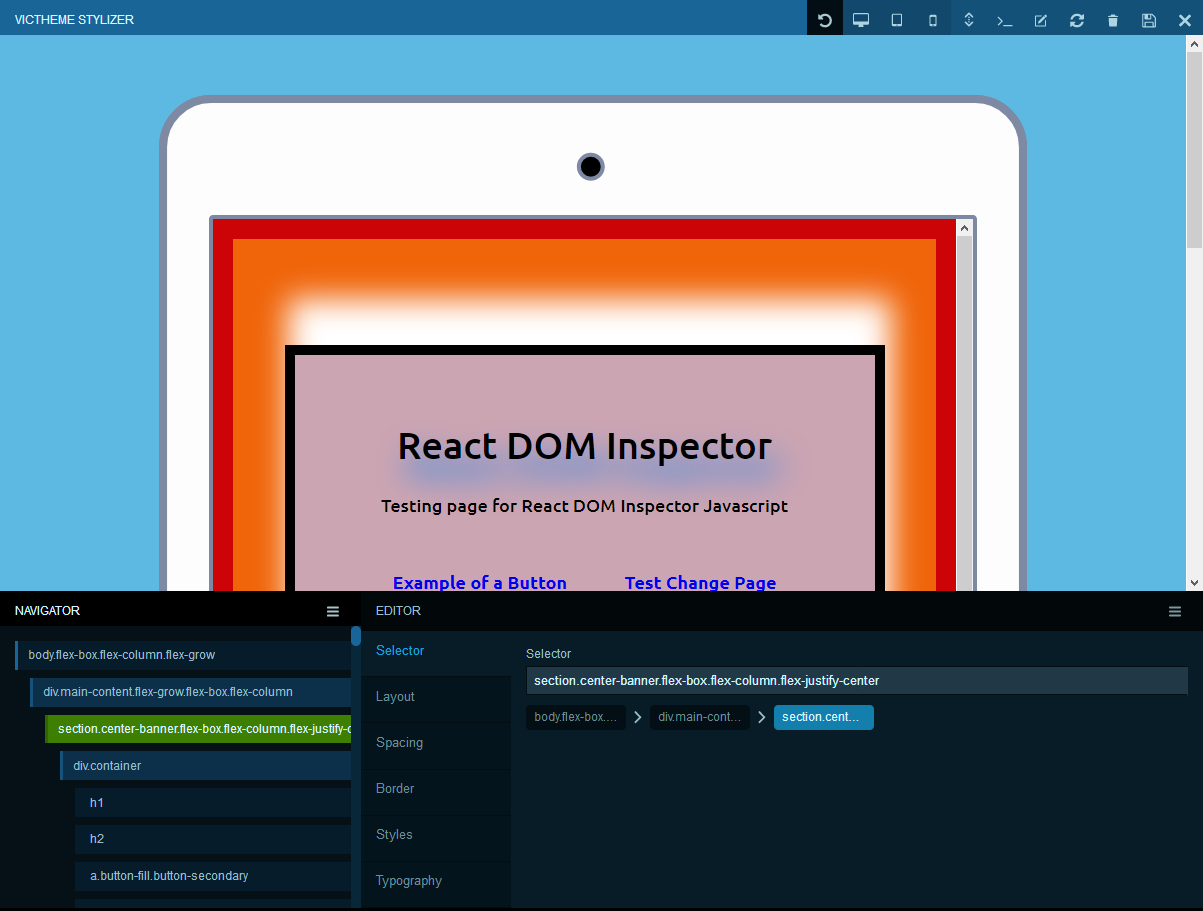 VICTHEME STYLIZER
React DOM Inspector
Testing page for React DOM Inspector Javascript
Example of a Button Test Change Page
NAVIGATOR
body.flex-box.flex-column.flex-grow
div.main-content.flex-grow.flex-box.flex-column
section.center-banner.flex-box.flex-column.flex-justify-c
div.container
h1
h2
a.button-fill.button-secondary
EDITOR
Selector
Layout
Spacing
Border
Styles
Typography
Selector
section.center-banner.flex-box.flex-column.flex-justify-center
body.flex-box.... div.main-cont... section.cent...